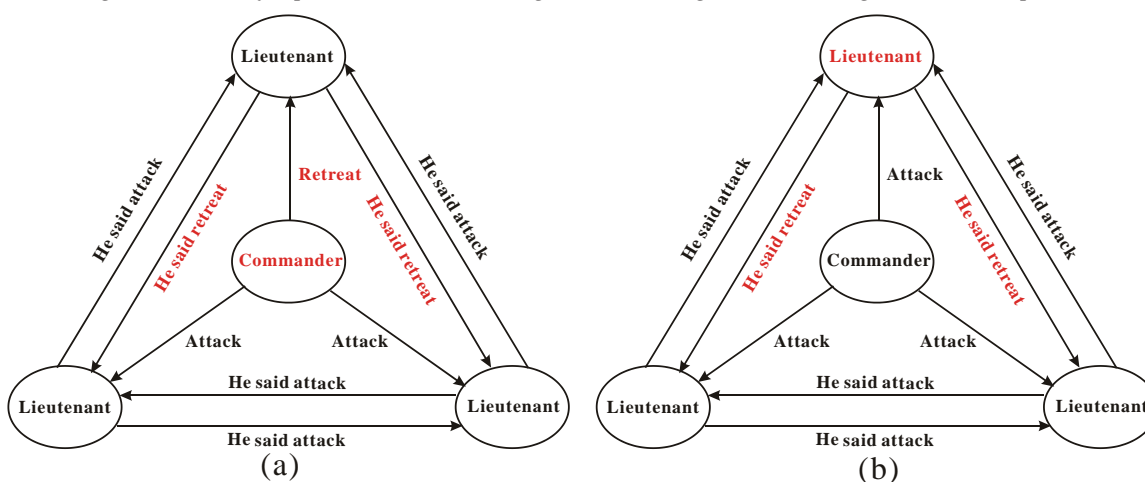 Lieutenant
He said attack
He said retreat
Retreat
He said retreat
He said attack
Commander
Attack
Attack
He said attack
Lieutenant
Lieutenant
He said attack
(a)
Lieutenant
He said attack
He said retreat
Attack
He said retreat
He said attack
Commander
Attack
Attack
He said attack
Lieutenant
Lieutenant
He said attack
(b)